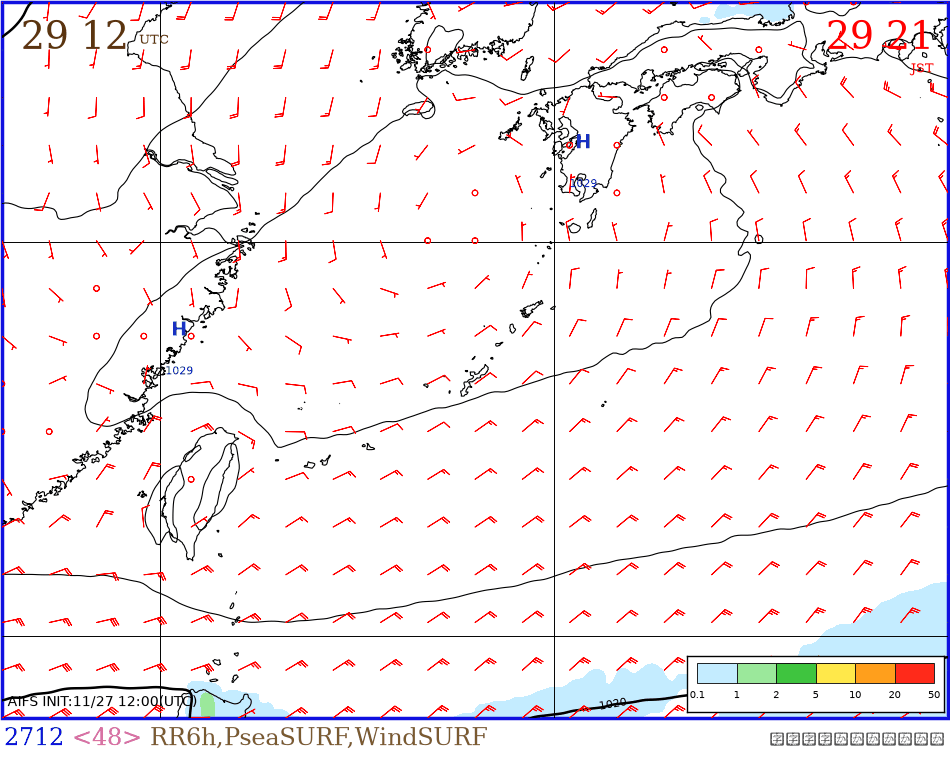 29 12 UTC
29 21
JST
H
1029
H
1029
0.1 1 2 5 10 20 50
AIFS INIT:11/27 12:00(UTC)
1020
2712 <48> RR6h,PseaSURF,WindSURF